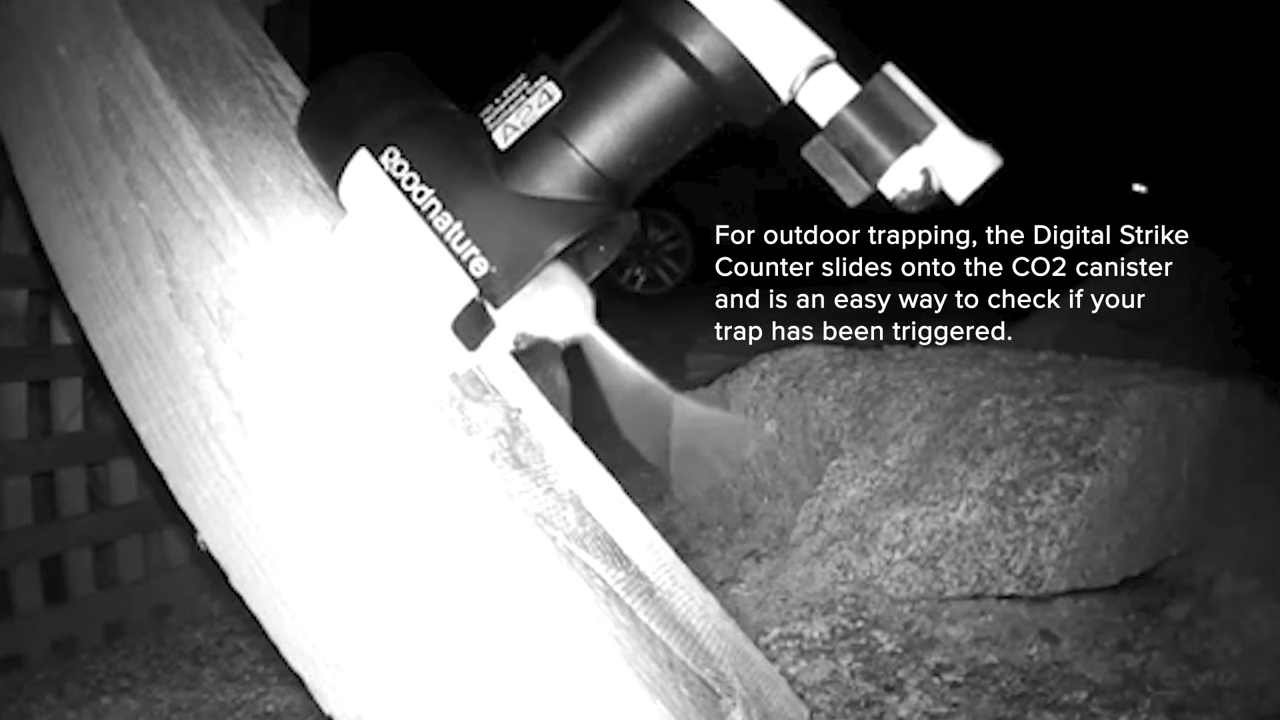 A24
goodnature
For outdoor trapping, the Digital Strike
Counter slides onto the CO2 canister
and is an easy way to check if your
trap has been triggered.